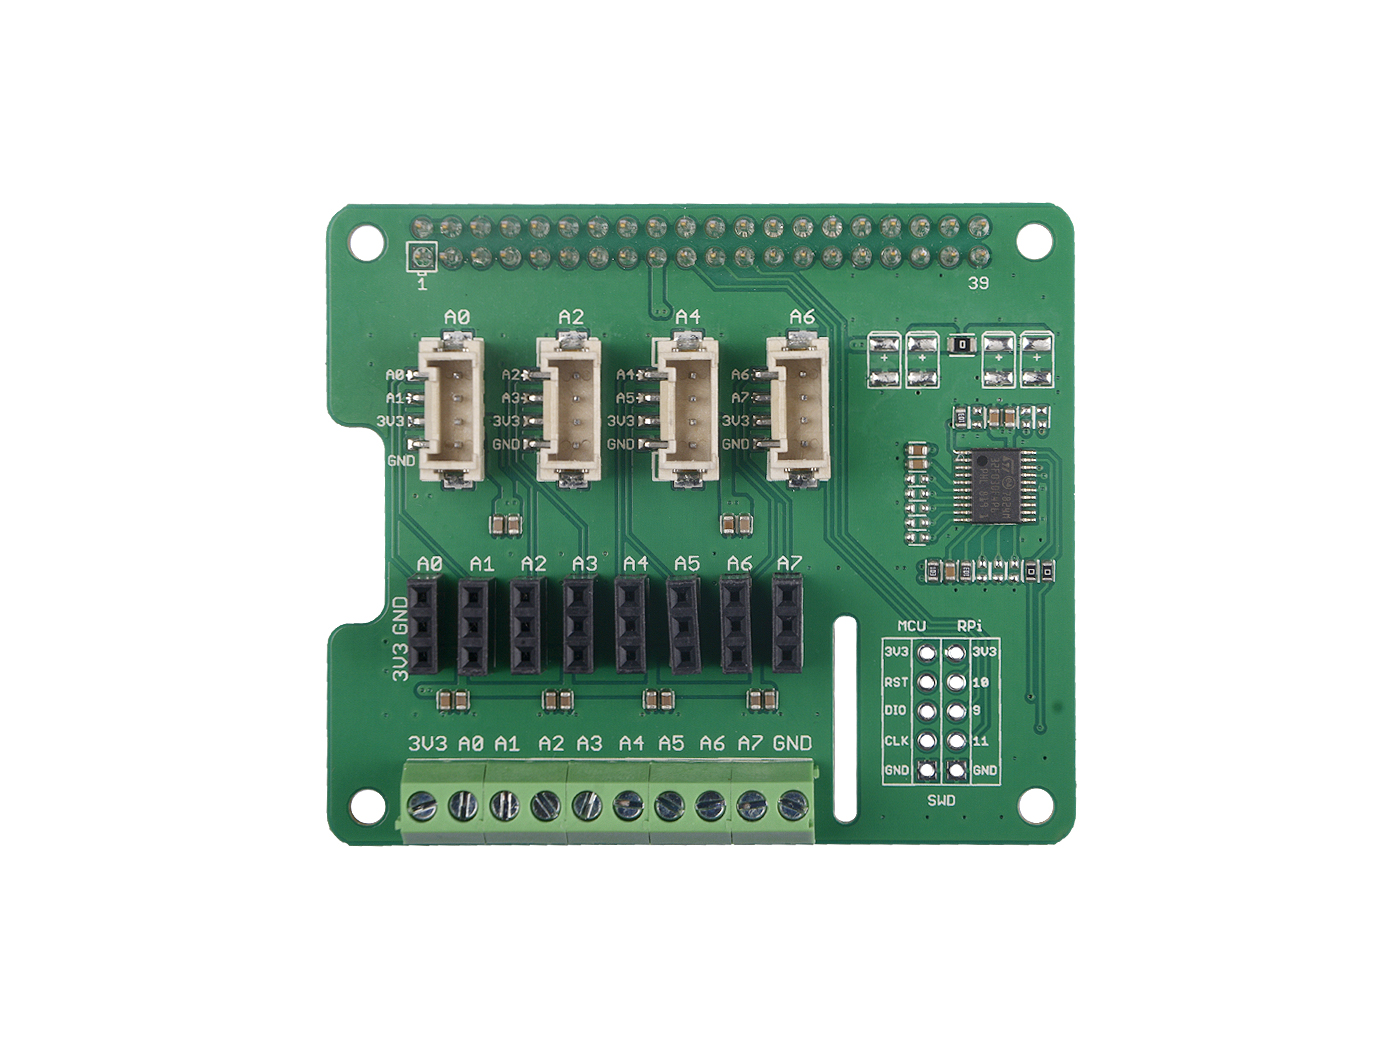 1
39
A0 A2 A4 A6
A0 A2 A4 A6
A1 A3 A5 A7
3V3 3V3 3V3 3V3
GND GND GND GND
A0 A1 A2 A3 A4 A5 A6 A7
3V3 GND
MCU RPi
3V3 3V3
RST 10
DIO 9
CLK 11
GND GND
SWD
3V3 A0 A1 A2 A3 A4 A5 A6 A7 GND